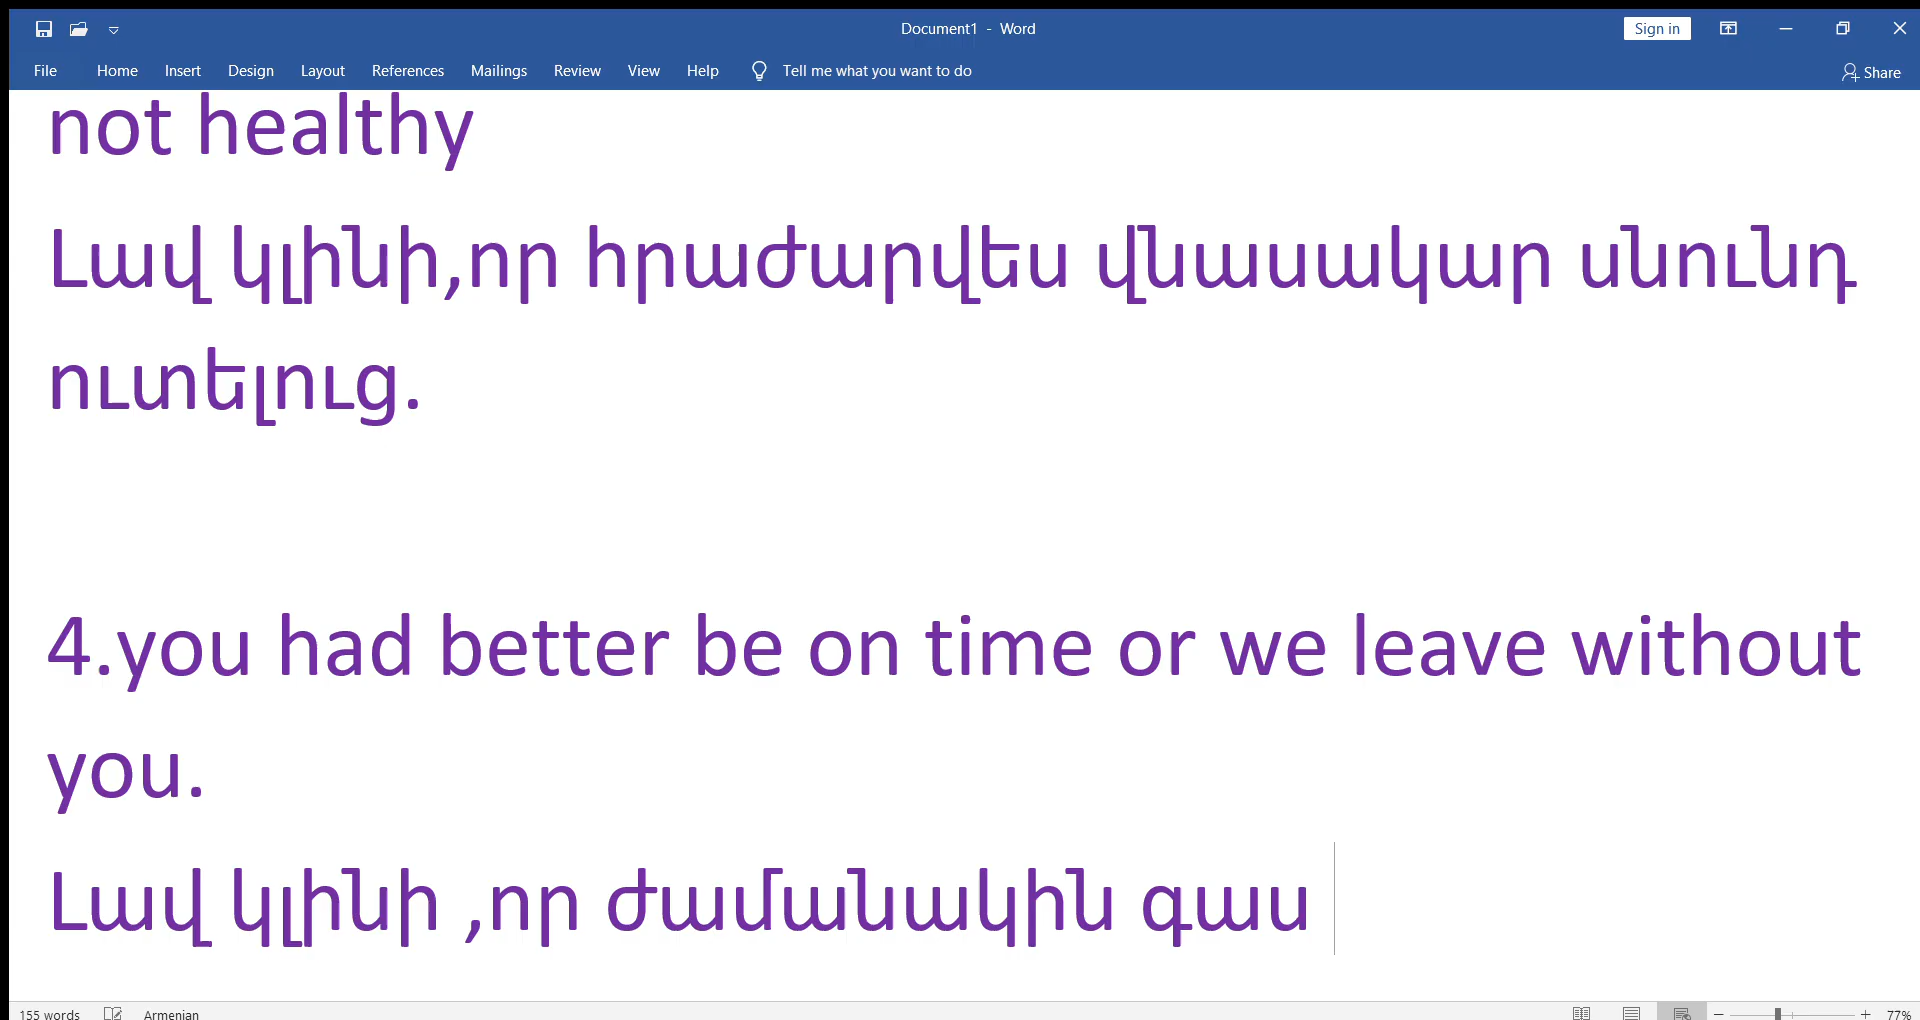 Document1 - Word
Sign in
File Home Insert Design Layout References Mailings Review View Help Tell me what you want to do
Share
not healthy
Լավ կլինի,որ հրաժարվես վնասակար սնունդ
ուտելուց.
4.you had better be on time or we leave without
you.
Լավ կլինի ,որ ժամանակին գաս
155 words Armenian 77%